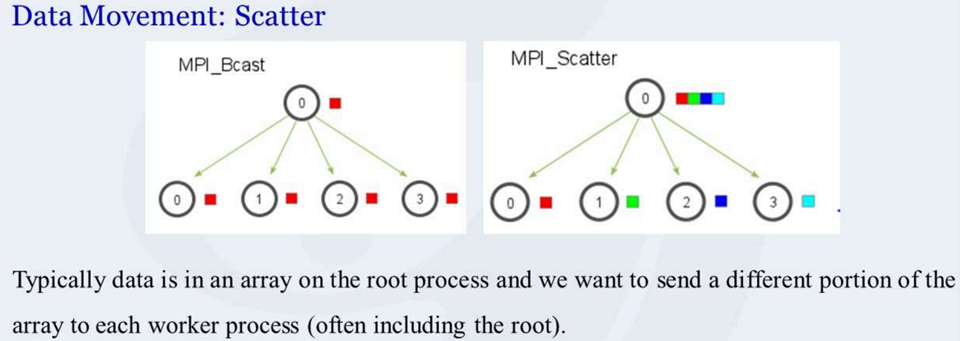 Data Movement: Scatter
MPI_Bcast
0
0 1 2 3
MPI_Scatter
0
0 1 2 3
Typically data is in an array on the root process and we want to send a different portion of the
array to each worker process (often including the root).